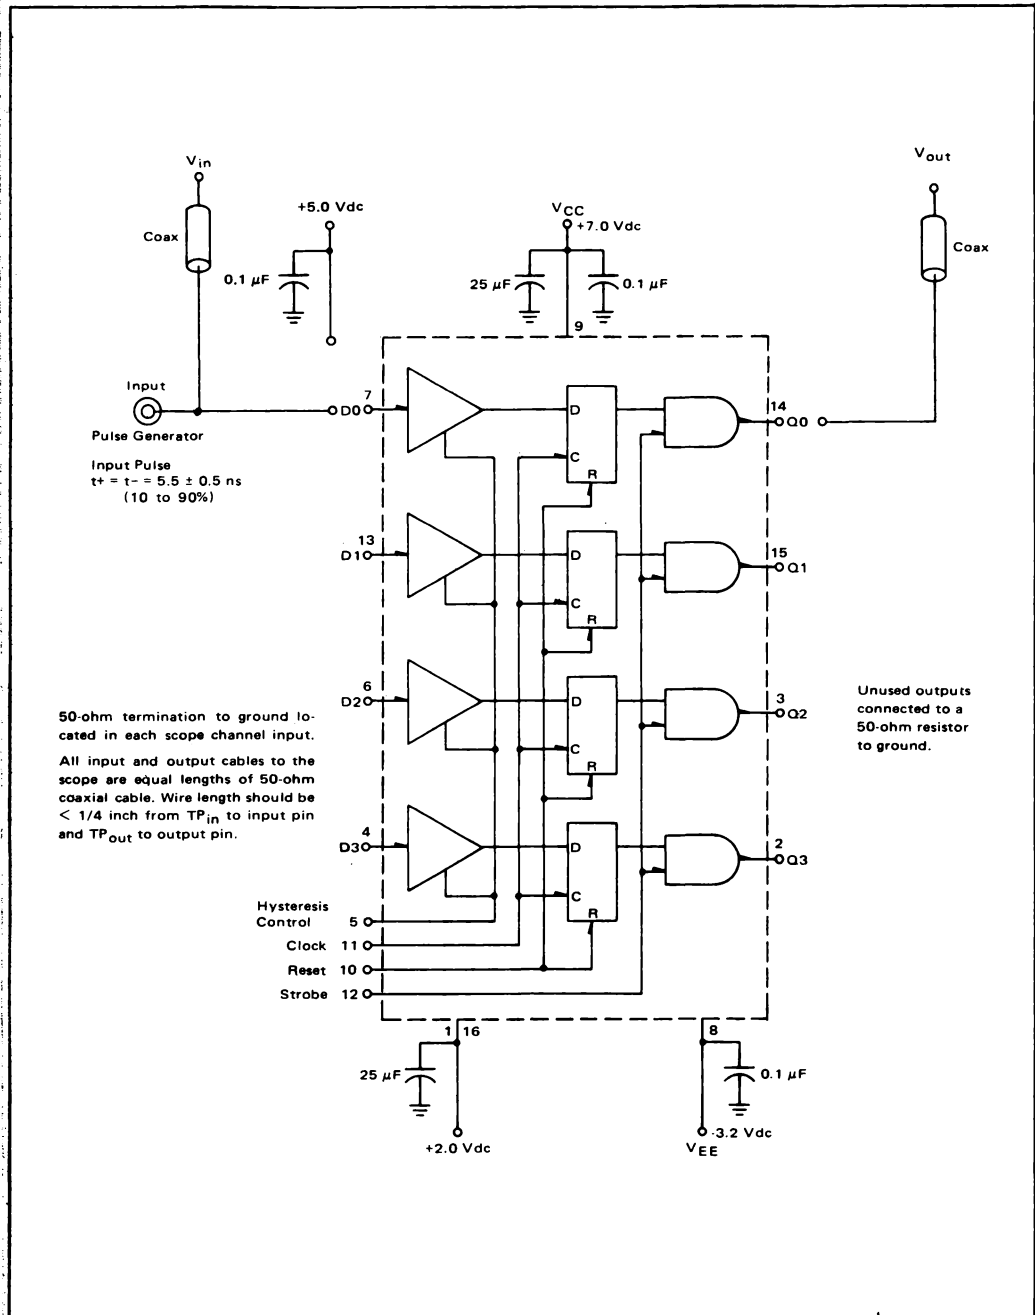 Vin
Coax
+5.0 Vdc
0.1 μF
VCC
+7.0 Vdc
25 μF
0.1 μF
9
Vout
Coax
Input
Pulse Generator
Input Pulse
t+ = t- = 5.5 ± 0.5 ns
(10 to 90%)
D0 7
D
C
R
14 Q0
13
D1
D
C
R
15
Q1
6
D2
D
C
R
3
Q2
4
D3
D
C
R
2
Q3
50-ohm termination to ground lo-
cated in each scope channel input.
All input and output cables to the
scope are equal lengths of 50-ohm
coaxial cable. Wire length should be
< 1/4 inch from TPin to input pin
and TPout to output pin.
Unused outputs
connected to a
50-ohm resistor
to ground.
Hysteresis
Control 5
Clock 11
Reset 10
Strobe 12
1 16
8
25 μF
0.1 μF
+2.0 Vdc
-3.2 Vdc
VEE